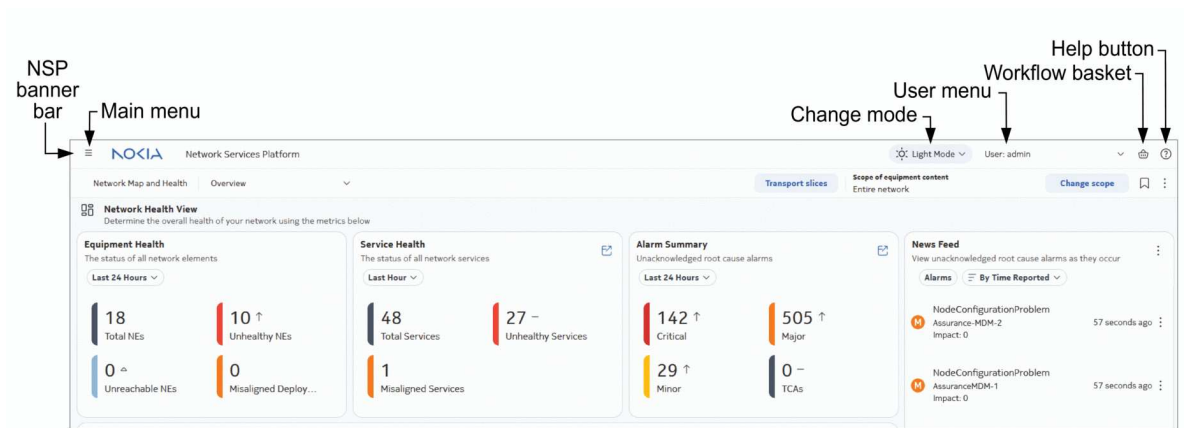 Help button
Workflow basket
User menu
Change mode
NSP
banner
bar
Main menu
NOKIA
Network Services Platform
Light Mode
User: admin
Network Map and Health
Overview
Transport slices
Scope of equipment content
Entire network
Change scope
Network Health View
Determine the overall health of your network using the metrics below
Equipment Health
The status of all network elements
Last 24 Hours
18
Total NEs
10
Unhealthy NEs
0
Unreachable NEs
0
Misaligned Deploy...
Service Health
The status of all network services
Last Hour
48
Total Services
27 –
Unhealthy Services
1
Misaligned Services
Alarm Summary
Unacknowledged root cause alarms
Last 24 Hours
142 ↑
Critical
505 ↑
Major
29 ↑
Minor
0 –
TCAs
News Feed
View unacknowledged root cause alarms as they occur
Alarms
By Time Reported
NodeConfigurationProblem
M
Assurance-MDM-2
57 seconds ago
Impact: 0
NodeConfigurationProblem
M
AssuranceMDM-1
57 seconds ago
Impact: 0